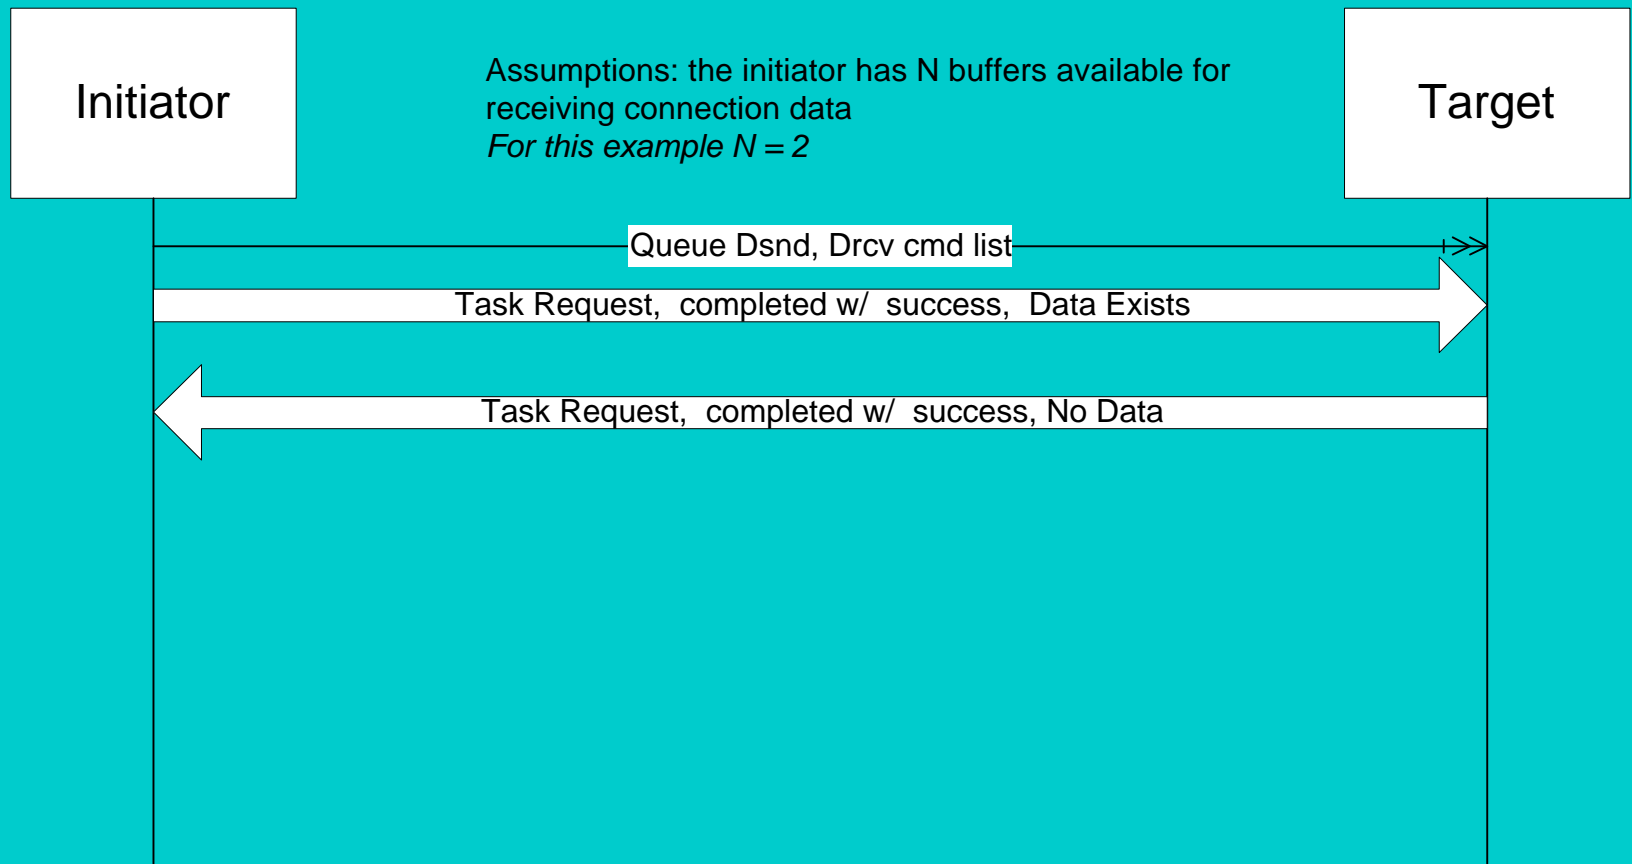 Initiator
Assumptions: the initiator has N buffers available for
receiving connection data
For this example N = 2
Target
Queue Dsnd, Drcv cmd list
Task Request, completed w/ success, Data Exists
Task Request, completed w/ success, No Data